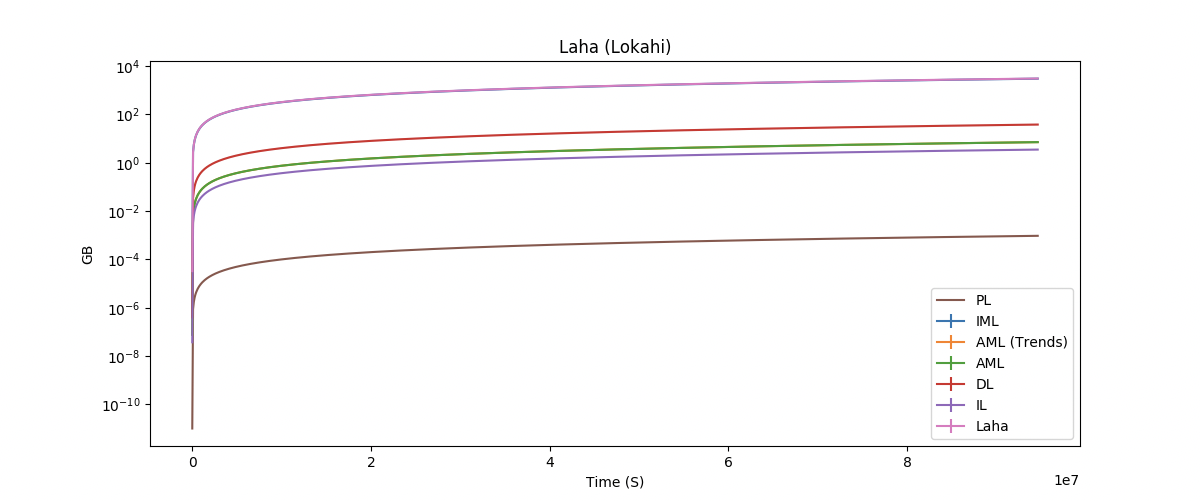 Laha (Lokahi)
10^4
10^2
10^0
10^-2
10^-4
10^-6
10^-8
10^-10
GB
0 2 4 6 8
1e7
Time (S)
PL
IML
AML (Trends)
AML
DL
IL
Laha